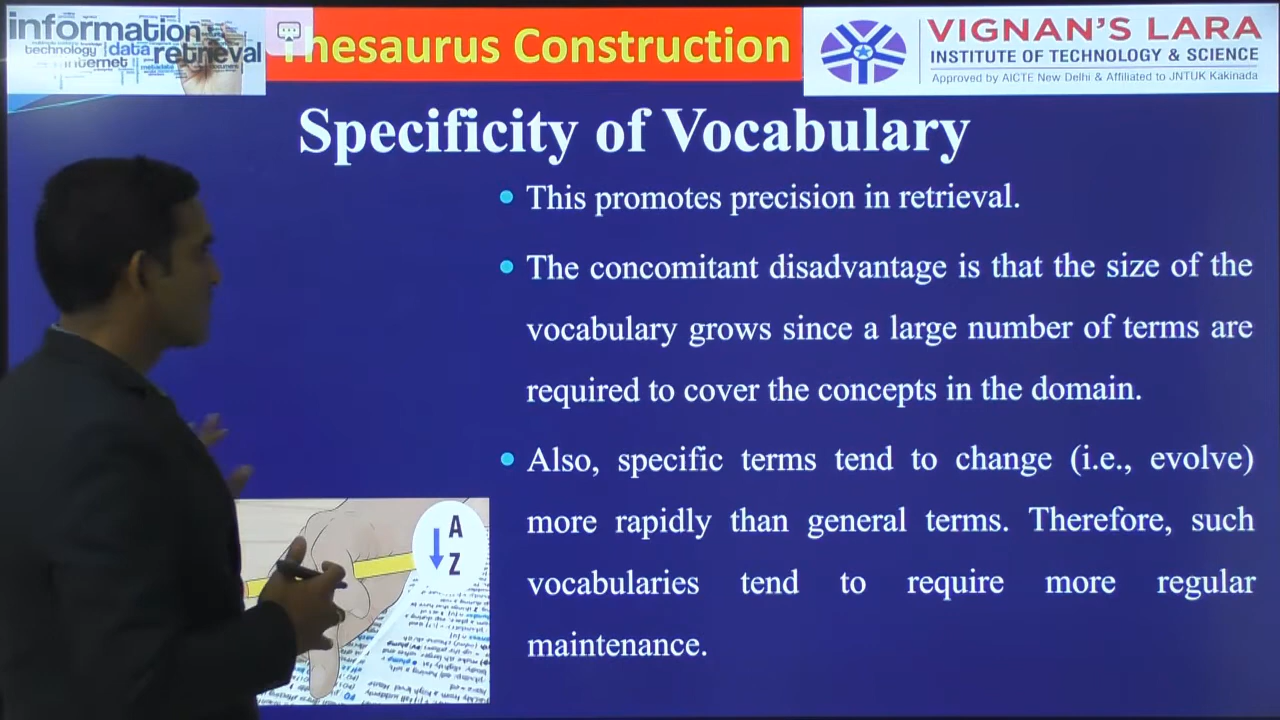 information
technology data retrieval
internet
Thesaurus Construction
VIGNAN'S LARA
INSTITUTE OF TECHNOLOGY & SCIENCE
Approved by AICTE New Delhi & Affiliated to JNTUK Kakinada
Specificity of Vocabulary
This promotes precision in retrieval.
The concomitant disadvantage is that the size of the
vocabulary grows since a large number of terms are
required to cover the concepts in the domain.
Also, specific terms tend to change (i.e., evolve)
more rapidly than general terms. Therefore, such
vocabularies tend to require more regular
maintenance.
A
Z